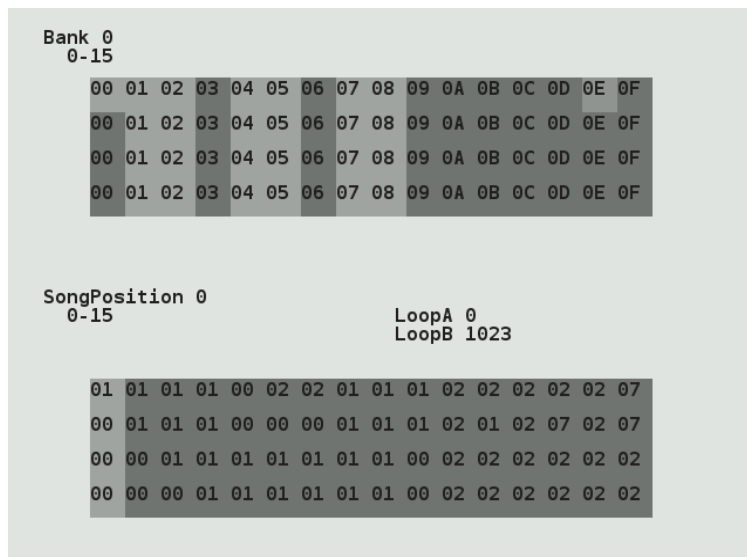 Bank 0
0-15
00 01 02 03 04 05 06 07 08 09 0A 0B 0C 0D 0E 0F
00 01 02 03 04 05 06 07 08 09 0A 0B 0C 0D 0E 0F
00 01 02 03 04 05 06 07 08 09 0A 0B 0C 0D 0E 0F
00 01 02 03 04 05 06 07 08 09 0A 0B 0C 0D 0E 0F
SongPosition 0
0-15
LoopA 0
LoopB 1023
01 01 01 01 00 02 02 01 01 01 02 02 02 02 02 07
00 01 01 01 00 00 00 01 01 01 02 01 02 07 02 07
00 00 01 01 01 01 01 01 01 00 02 02 02 02 02 02
00 00 00 01 01 01 01 01 01 00 02 02 02 02 02 02